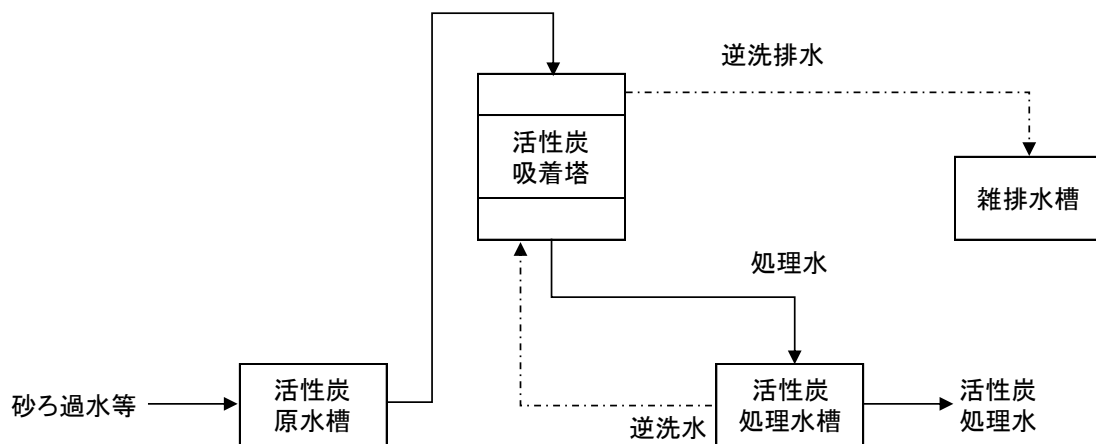 逆洗排水
活性炭
吸着塔
雑排水槽
処理水
砂ろ過水等
活性炭
原水槽
逆洗水
活性炭
処理水槽
活性炭
処理水